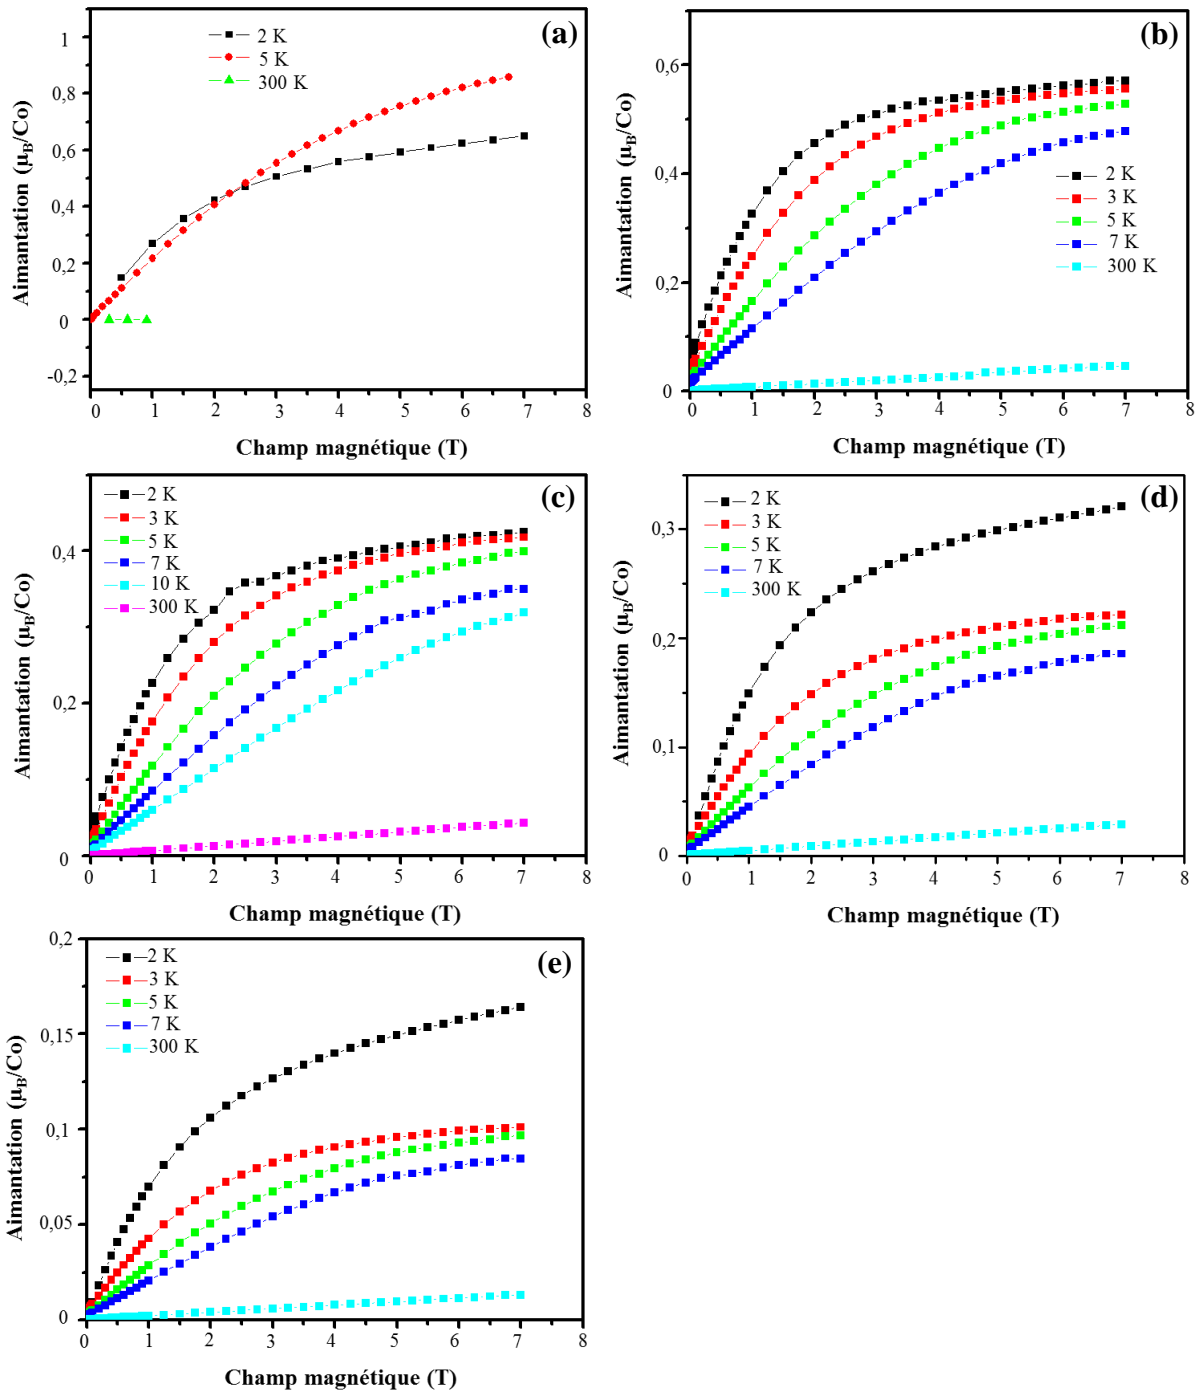 (a)
2 K
5 K
300 K
Aimantation (μB/Co)
1
0,8
0,6
0,4
0,2
0
-0,2
0 1 2 3 4 5 6 7 8
Champ magnétique (T)
(b)
2 K
3 K
5 K
7 K
300 K
Aimantation (μB/Co)
0,6
0,4
0,2
0
0 1 2 3 4 5 6 7 8
Champ magnétique (T)
(c)
2 K
3 K
5 K
7 K
10 K
300 K
Aimantation (μB/Co)
0,4
0,2
0
0 1 2 3 4 5 6 7 8
Champ magnétique (T)
(d)
2 K
3 K
5 K
7 K
300 K
Aimantation (μB/Co)
0,3
0,2
0,1
0
0 1 2 3 4 5 6 7 8
Champ magnétique (T)
(e)
2 K
3 K
5 K
7 K
300 K
Aimantation (μB/Co)
0,2
0,15
0,1
0,05
0
0 1 2 3 4 5 6 7 8
Champ magnétique (T)